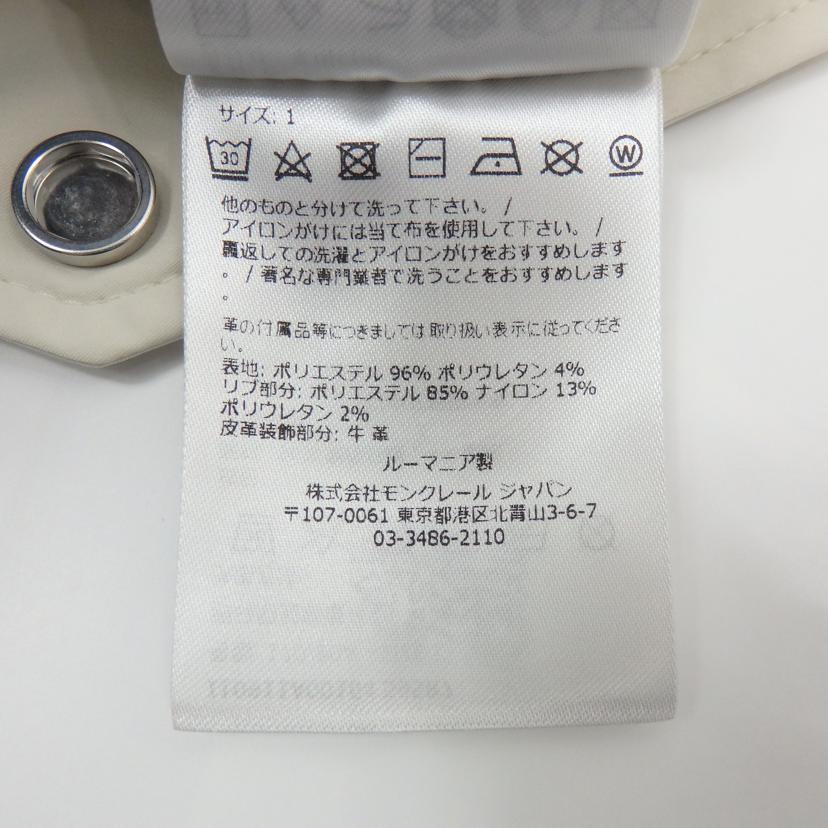 サイズ: 1
30 W
他のものと分けて洗って下さい。 /
アイロンがけには当て布を使用して下さい。 /
裏返しての洗濯とアイロンがけをおすすめします
。 / 著名な専門業者で洗うことをおすすめします
。
革の付属品等につきましては取り扱い表示に従ってくださ
い。
表地: ポリエステル 96% ポリウレタン 4%
リブ部分: ポリエステル 85% ナイロン 13%
ポリウレタン 2%
皮革装飾部分: 牛 革
ルーマニア製
株式会社モンクレール ジャパン
〒107-0061 東京都港区北青山3-6-7
03-3486-2110